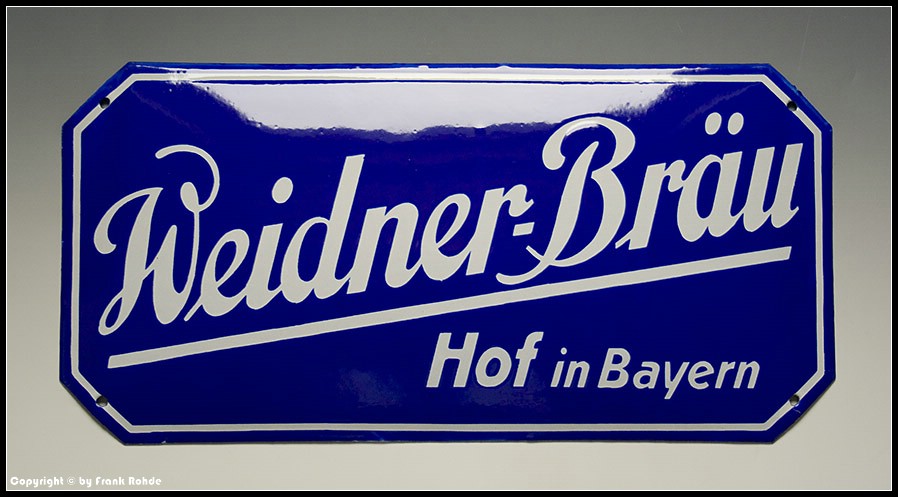 Weidner-Bräu
Hof in Bayern
Copyright © by Frank Rohde